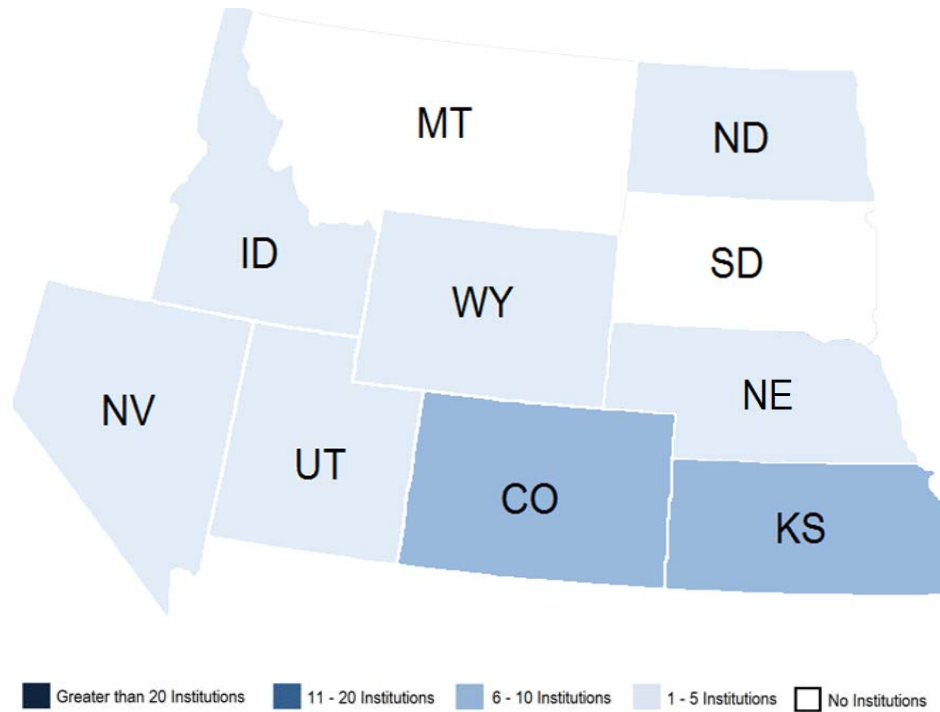 MT
ND
ID
SD
WY
NV
NE
UT
CO
KS
Greater than 20 Institutions
11 - 20 Institutions
6 - 10 Institutions
1 - 5 Institutions
No Institutions